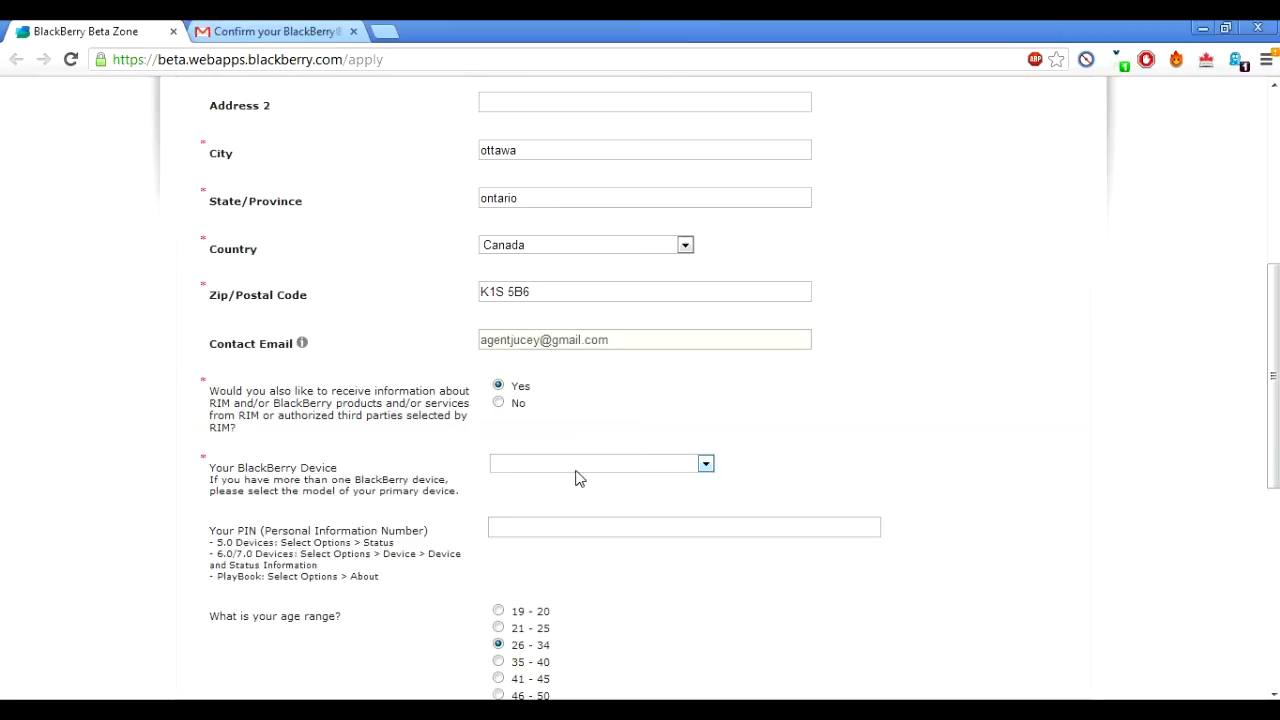 BlackBerry Beta Zone
Confirm your BlackBerry®
https://beta.webapps.blackberry.com/apply
ABP
1
1
Address 2
* City
ottawa
* State/Province
ontario
* Country
Canada
* Zip/Postal Code
K1S 5B6
Contact Email
agentjucey@gmail.com
* Would you also like to receive information about
RIM and/or BlackBerry products and/or services
from RIM or authorized third parties selected by
RIM?
Yes
No
* Your BlackBerry Device
If you have more than one BlackBerry device,
please select the model of your primary device.
Your PIN (Personal Information Number)
- 5.0 Devices: Select Options > Status
- 6.0/7.0 Devices: Select Options > Device > Device
and Status Information
- PlayBook: Select Options > About
What is your age range?
19 - 20
21 - 25
26 - 34
35 - 40
41 - 45
46 - 50